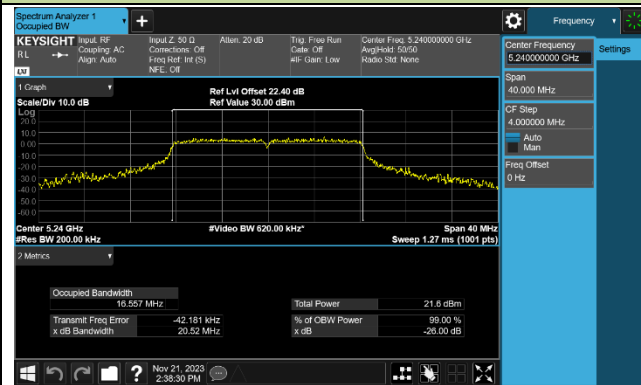 Spectrum Analyzer 1
Occupied BW
Frequency
KEYSIGHT
RL
LXI
Input: RF
Coupling: AC
Align: Auto
Input Z: 50 Ω
Corrections: Off
Freq Ref: Int (S)
NFE: Off
Atten: 20 dB
Trig: Free Run
Gate: Off
#IF Gain: Low
Center Freq: 5.240000000 GHz
Avg|Hold: 50/50
Radio Std: None
Center Frequency
5.240000000 GHz
Settings
Span
40.000 MHz
CF Step
4.000000 MHz
Auto
Man
Freq Offset
0 Hz
1 Graph
Scale/Div 10.0 dB
Ref Lvl Offset 22.40 dB
Ref Value 30.00 dBm
Log
20.0
10.0
0.00
-10.0
-20.0
-30.0
-40.0
-50.0
-60.0
Center 5.24 GHz
#Res BW 200.00 kHz
#Video BW 620.00 kHz*
Span 40 MHz
Sweep 1.27 ms (1001 pts)
2 Metrics
Occupied Bandwidth
16.557 MHz
Total Power 21.6 dBm
Transmit Freq Error -42.181 kHz
% of OBW Power 99.00 %
x dB Bandwidth 20.52 MHz
x dB -26.00 dB
?
Nov 21, 2023
2:38:30 PM